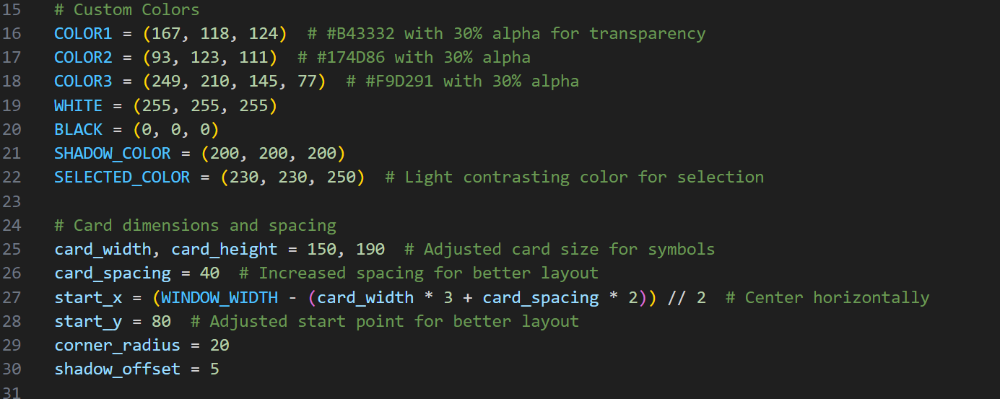 15 # Custom Colors
16 COLOR1 = (167, 118, 124)  # #B43332 with 30% alpha for transparency
17 COLOR2 = (93, 123, 111)  # #174D86 with 30% alpha
18 COLOR3 = (249, 210, 145, 77)  # #F9D291 with 30% alpha
19 WHITE = (255, 255, 255)
20 BLACK = (0, 0, 0)
21 SHADOW_COLOR = (200, 200, 200)
22 SELECTED_COLOR = (230, 230, 250)  # Light contrasting color for selection
23
24 # Card dimensions and spacing
25 card_width, card_height = 150, 190  # Adjusted card size for symbols
26 card_spacing = 40  # Increased spacing for better layout
27 start_x = (WINDOW_WIDTH - (card_width * 3 + card_spacing * 2)) // 2  # Center horizontally
28 start_y = 80  # Adjusted start point for better layout
29 corner_radius = 20
30 shadow_offset = 5
31